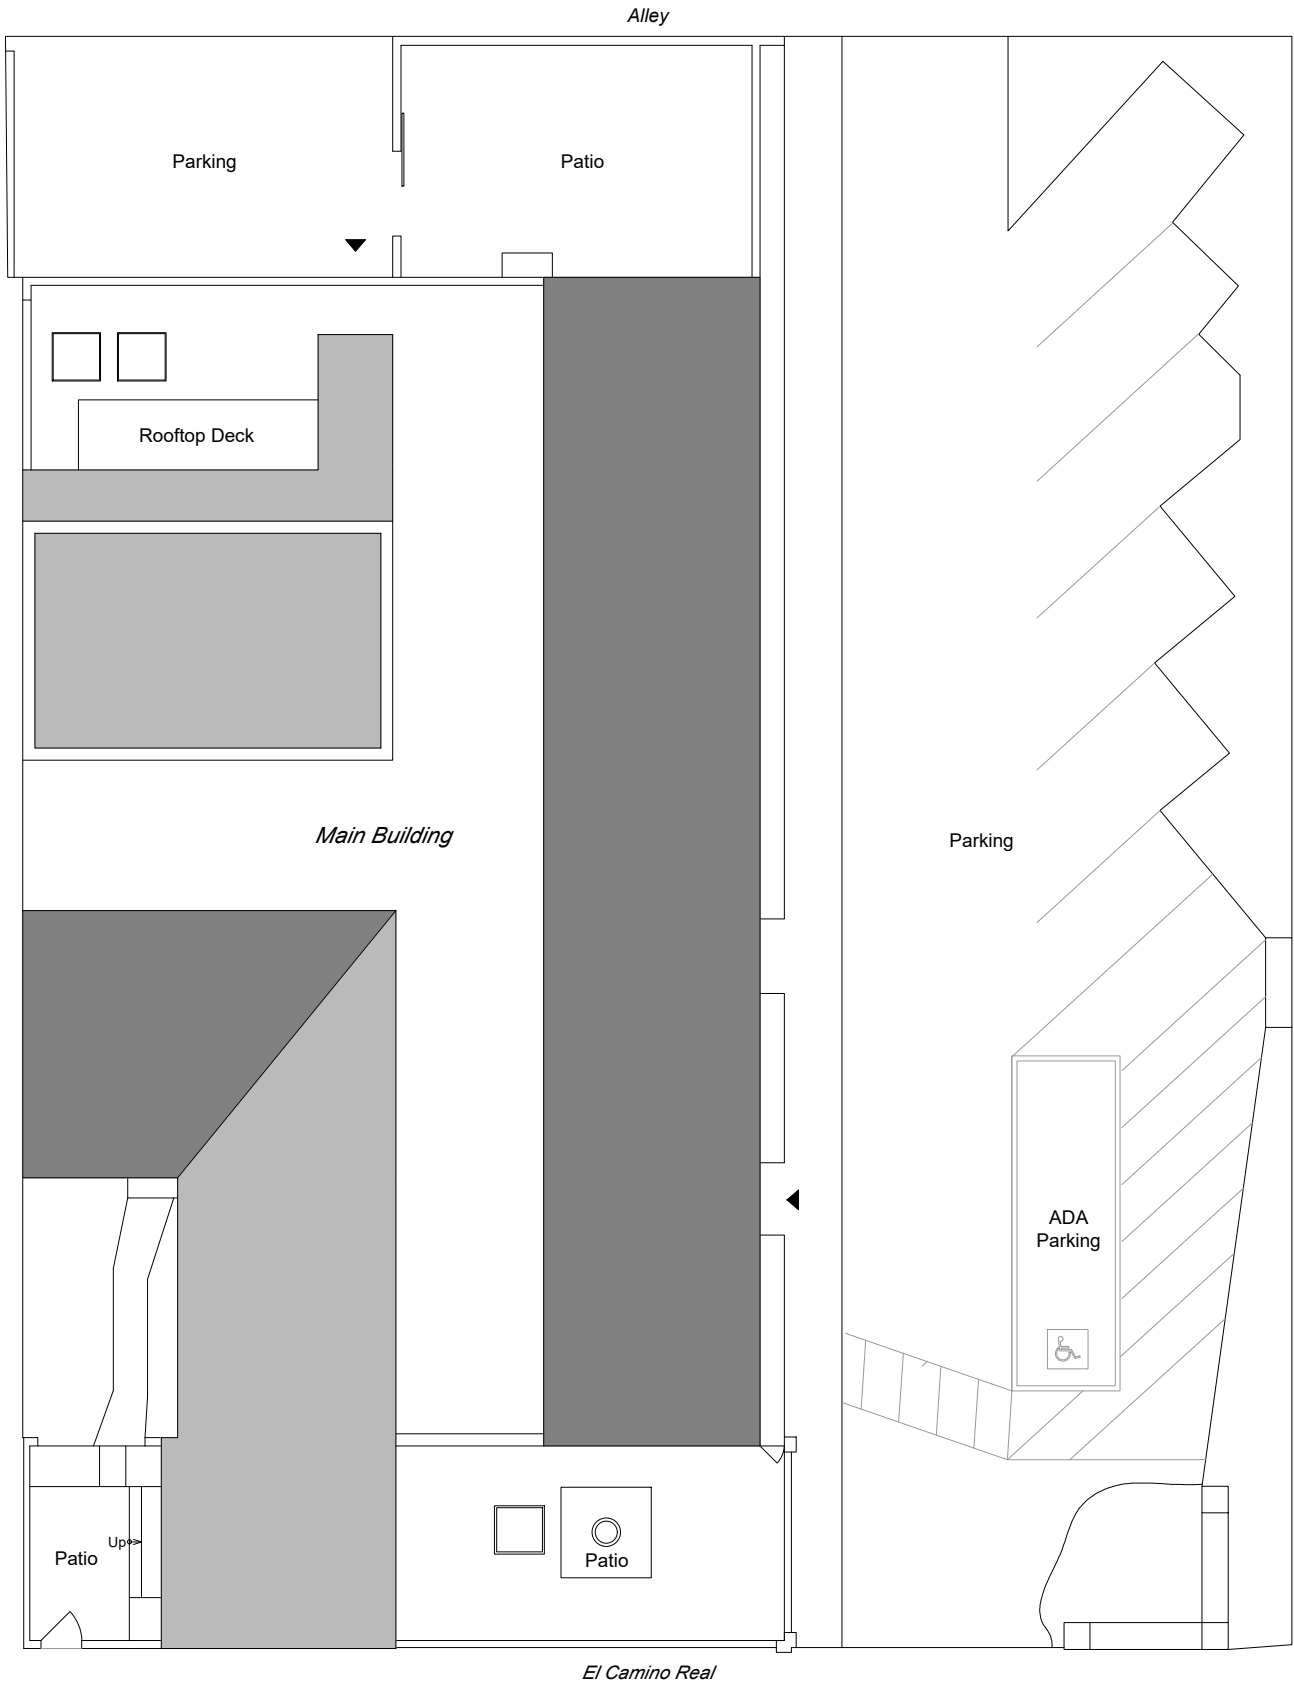 Alley
Parking
Patio
Rooftop Deck
Main Building
Parking
ADA
Parking
Up
Patio
Patio
El Camino Real